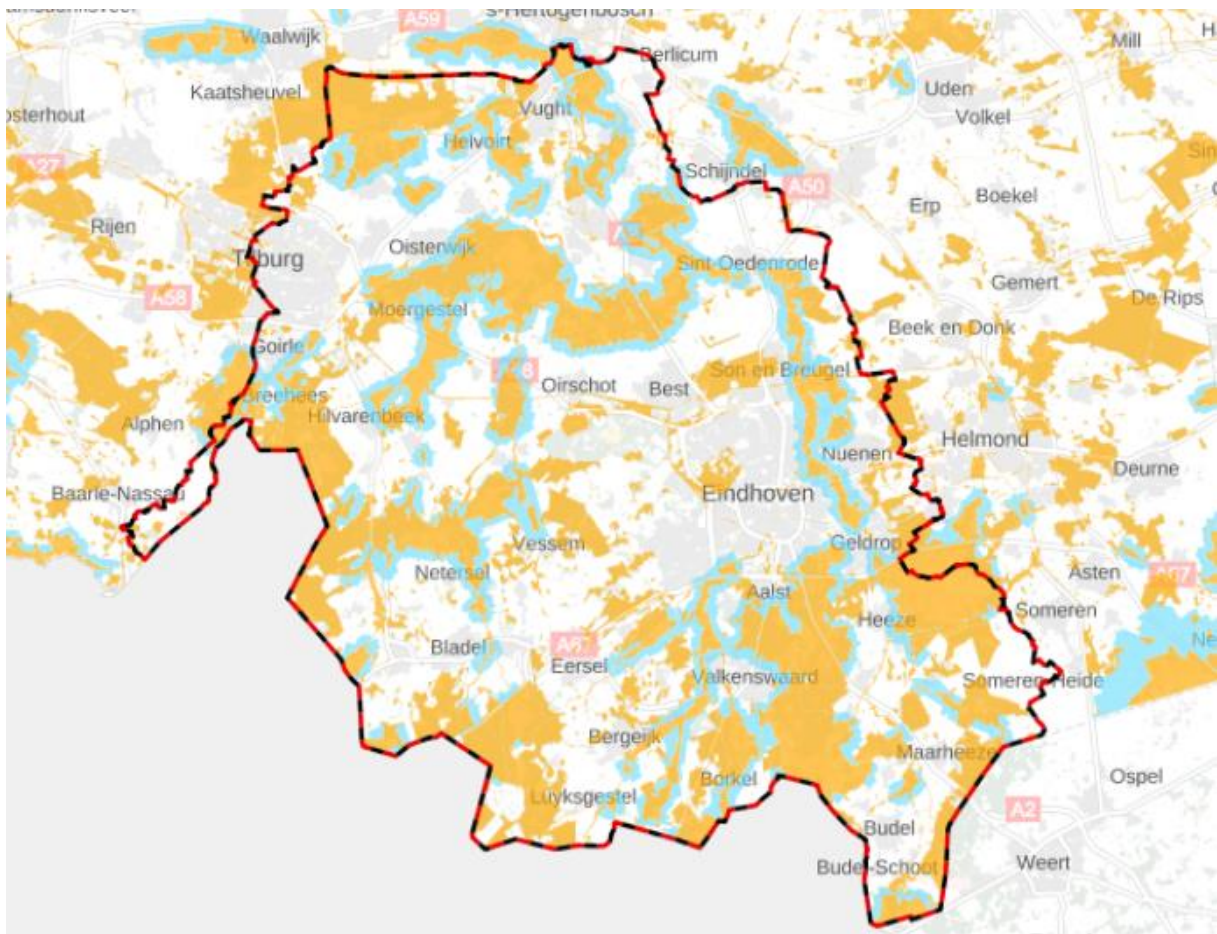 A59
s-Hertogenbosch
Waalwijk
Berlicum
Mill
Kaatsheuvel
Uden
osterhout
Vught
Volkel
Helvoirt
A27
Schijndel
A50
Boekel
Rijen
Erp
Oisterwijk
Tilburg
Sint-Oedenrode
Gemert
A58
De Rips
Moergestel
Beek en Donk
Goirle
Oirschot
Best
Son en Breugel
Breehees
Hilvarenbeek
Alphen
Helmond
Nuenen
Deurne
Baarle-Nassau
Eindhoven
Vessem
Geldrop
Netersel
Asten
A67
Aalst
Someren
Heeze
Bladel
Eersel
Valkenswaard
Someren-Heide
Bergeijk
Maarheeze
Borkel
Ospel
Luyksgestel
A2
Budel
Budel-Schoot
Weert